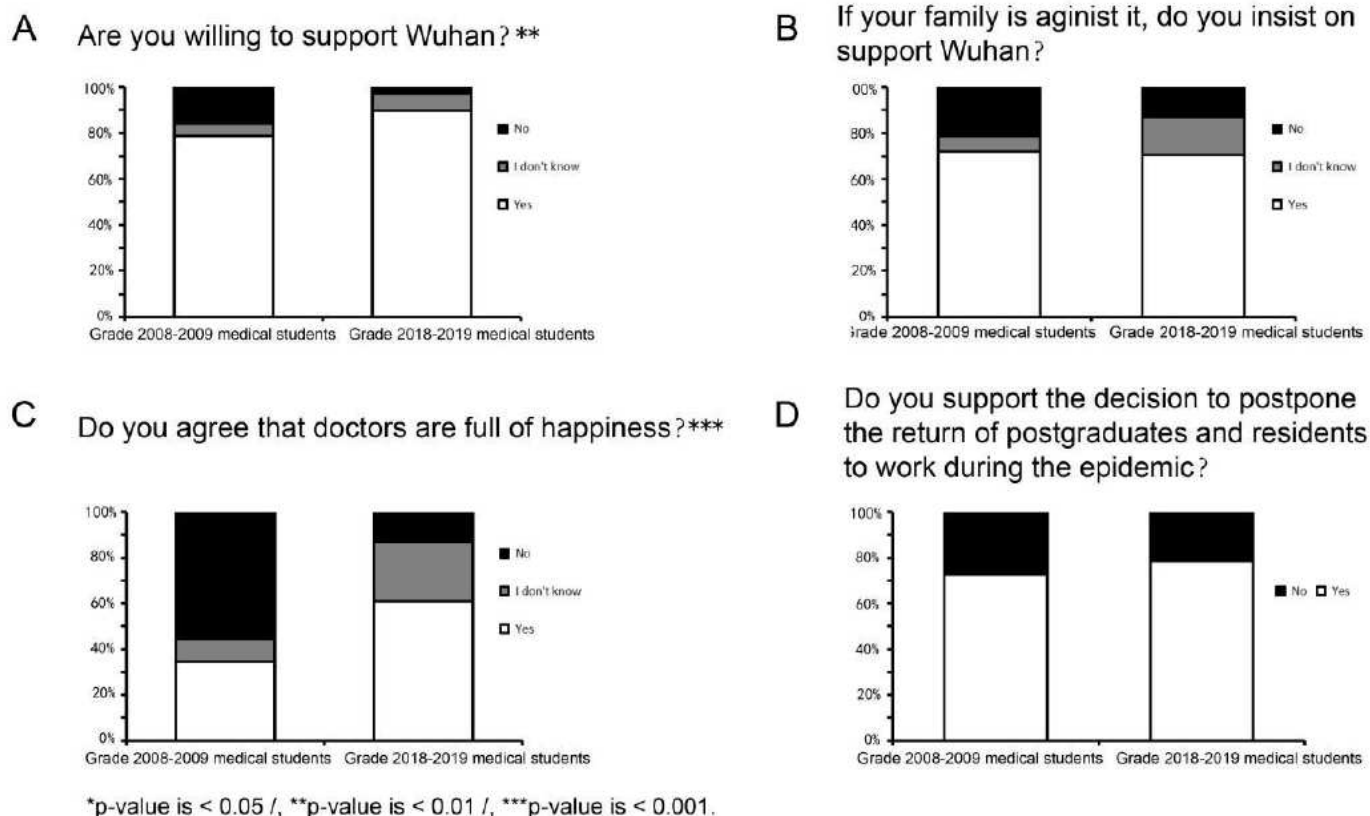 A
Are you willing to support Wuhan?**
100%
80%
60%
40%
20%
0%
No
I don't know
Yes
Grade 2008-2009 medical students
Grade 2018-2019 medical students
B
If your family is aginist it, do you insist on
support Wuhan?
00%
80%
60%
40%
20%
0%
No
I don't know
Yes
Grade 2008-2009 medical students
Grade 2018-2019 medical students
C
Do you agree that doctors are full of happiness?***
100%
80%
60%
40%
20%
0%
No
I don't know
Yes
Grade 2008-2009 medical students
Grade 2018-2019 medical students
D
Do you support the decision to postpone
the return of postgraduates and residents
to work during the epidemic?
100%
80%
60%
40%
20%
0%
No Yes
Grade 2008-2009 medical students
Grade 2018-2019 medical students
*p-value is < 0.05 /, **p-value is < 0.01 /, ***p-value is < 0.001.